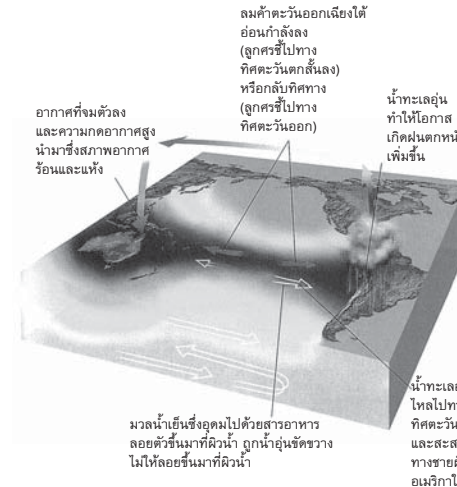 ลมค้าตะวันออกเฉียงใต้
อ่อนกำลังลง
(ลูกศรชี้ไปทาง
ทิศตะวันตกสั้นลง)
หรือกลับทิศทาง
(ลูกศรชี้ไปทาง
ทิศตะวันออก)
น้ำทะเลอุ่น
ทำให้โอกาส
เกิดฝนตกหนั
เพิ่มขึ้น
อากาศที่จมตัวลง
และความกดอากาศสูง
นำมาซึ่งสภาพอากาศ
ร้อนและแห้ง
มวลน้ำเย็นซึ่งอุดมไปด้วยสารอาหาร
ลอยตัวขึ้นมาที่ผิวน้ำ ถูกน้ำอุ่นขัดขวาง
ไม่ให้ลอยขึ้นมาที่ผิวน้ำ
น้ำทะเลอุ
ไหลไปทา
ทิศตะวัน
และสะส
ทางชายฝ
อเมริกาใ